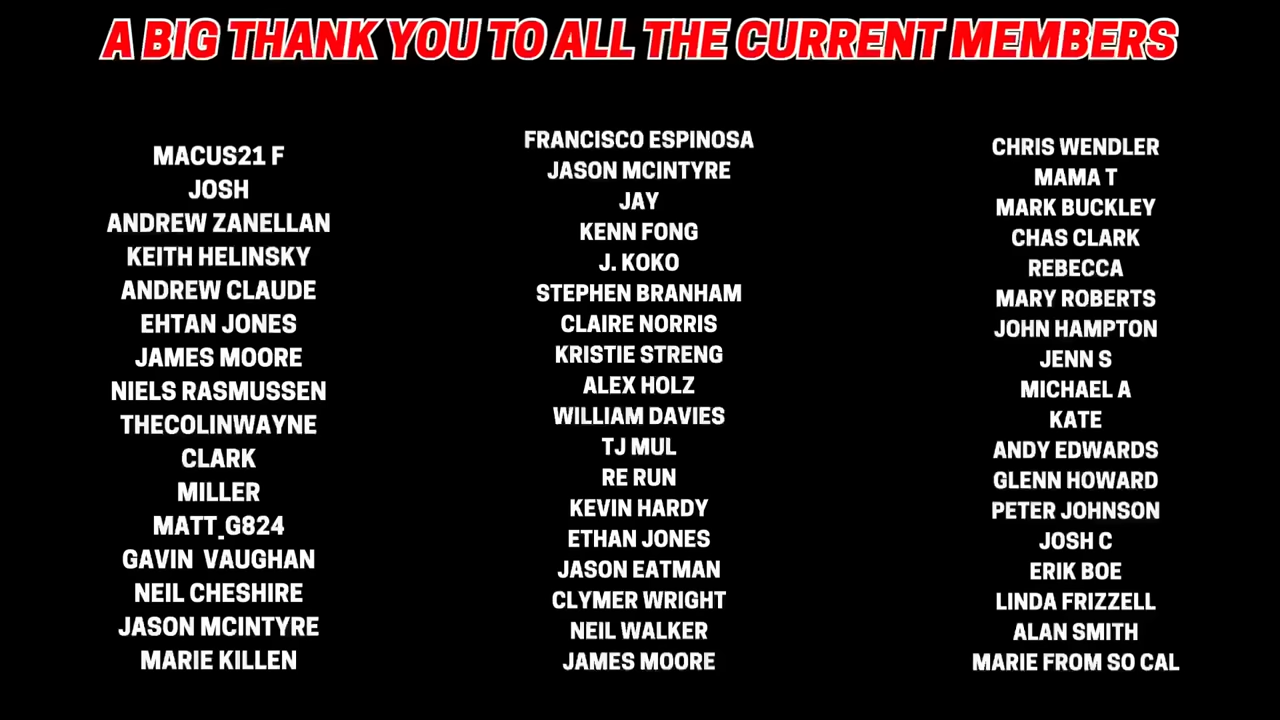 A BIG THANK YOU TO ALL THE CURRENT MEMBERS
MACUS21 F
JOSH
ANDREW ZANELLAN
KEITH HELINSKY
ANDREW CLAUDE
EHTAN JONES
JAMES MOORE
NIELS RASMUSSEN
THECOLINWAYNE
CLARK
MILLER
MATT_G824
GAVIN  VAUGHAN
NEIL CHESHIRE
JASON MCINTYRE
MARIE KILLEN
FRANCISCO ESPINOSA
JASON MCINTYRE
JAY
KENN FONG
J. KOKO
STEPHEN BRANHAM
CLAIRE NORRIS
KRISTIE STRENG
ALEX HOLZ
WILLIAM DAVIES
TJ MUL
RE RUN
KEVIN HARDY
ETHAN JONES
JASON EATMAN
CLYMER WRIGHT
NEIL WALKER
JAMES MOORE
CHRIS WENDLER
MAMA T
MARK BUCKLEY
CHAS CLARK
REBECCA
MARY ROBERTS
JOHN HAMPTON
JENN S
MICHAEL A
KATE
ANDY EDWARDS
GLENN HOWARD
PETER JOHNSON
JOSH C
ERIK BOE
LINDA FRIZZELL
ALAN SMITH
MARIE FROM SO CAL